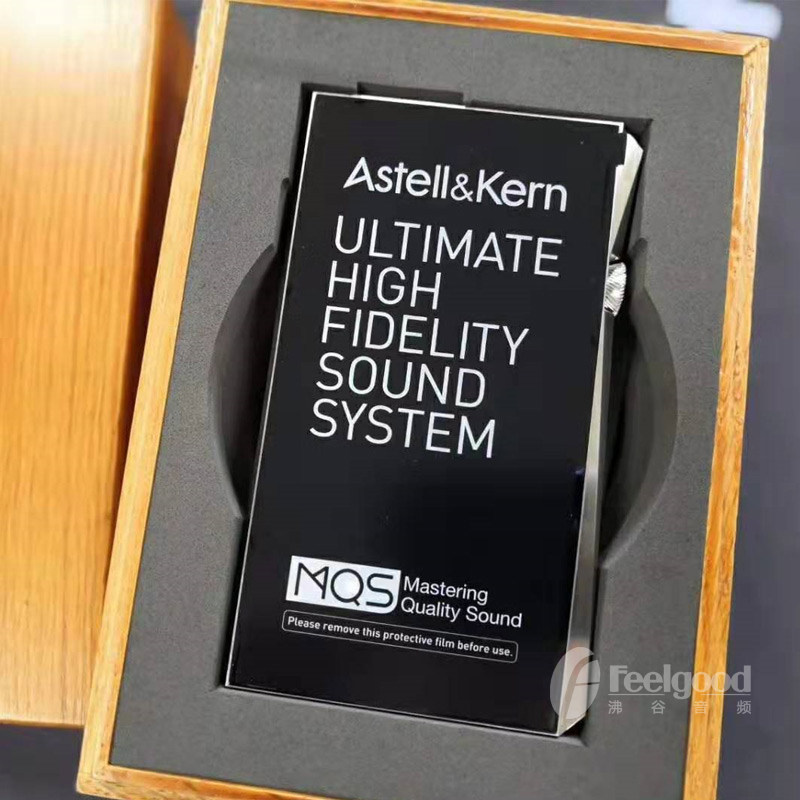 Astell&Kern
ULTIMATE
HIGH
FIDELITY
SOUND
SYSTEM
MQS Mastering
Quality Sound
Please remove this protective film before use.
Feelgood
沸谷音频